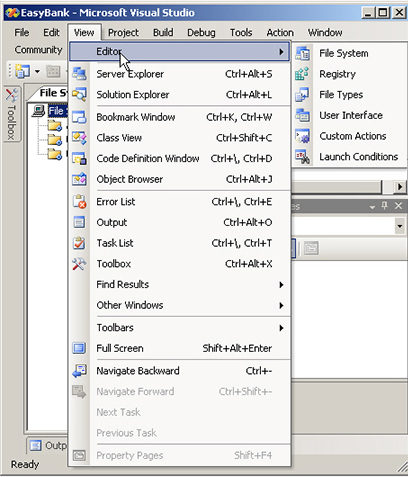 EasyBank - Microsoft Visual Studio
File Edit View Project Build Debug Tools Action Window
Community
Editor
File System
Registry
File Types
User Interface
Custom Actions
Launch Conditions
Server Explorer Ctrl+Alt+S
Solution Explorer Ctrl+Alt+L
Bookmark Window Ctrl+K, Ctrl+W
Class View Ctrl+Shift+C
Code Definition Window Ctrl+\, Ctrl+D
Object Browser Ctrl+Alt+J
Error List Ctrl+\, Ctrl+E
Output Ctrl+Alt+O
Task List Ctrl+\, Ctrl+T
Toolbox Ctrl+Alt+X
Find Results
Other Windows
Toolbars
Full Screen Shift+Alt+Enter
Navigate Backward Ctrl+-
Navigate Forward Ctrl+Shift+-
Next Task
Previous Task
Property Pages Shift+F4
Toolbox
File Sy
File
es
Outp
Ready